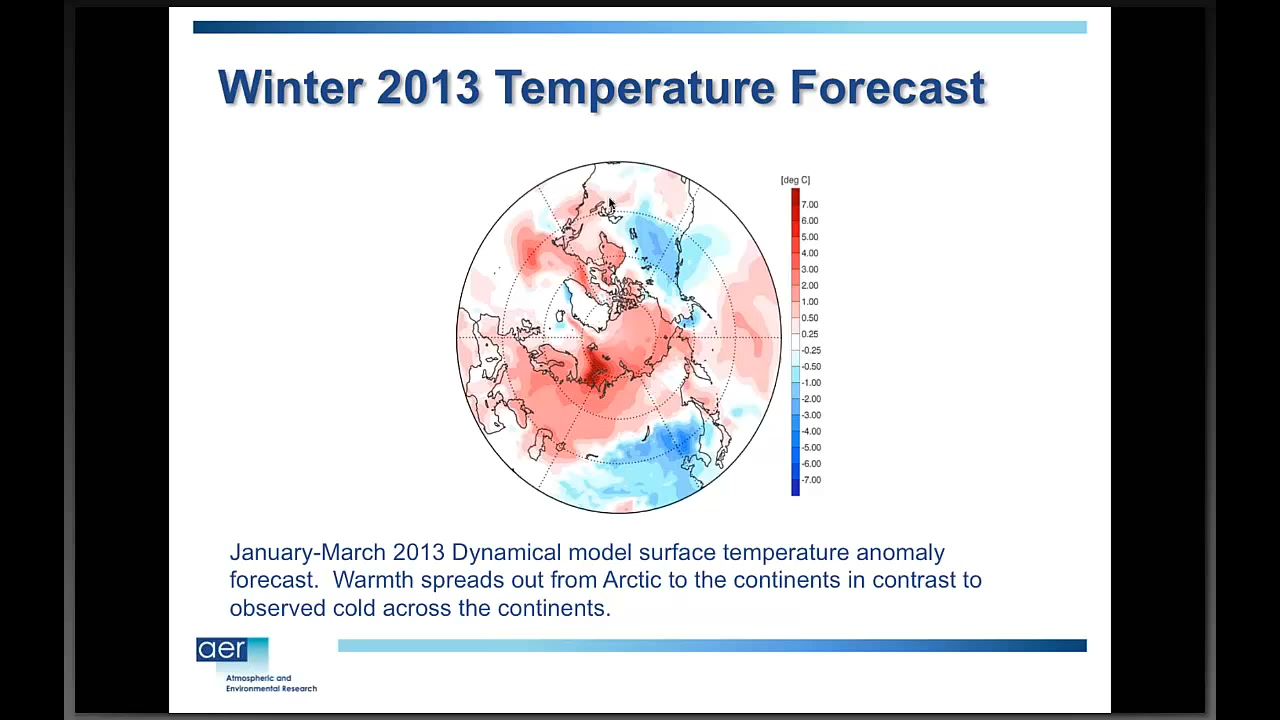 Winter 2013 Temperature Forecast
[deg C]
7.00
6.00
5.00
4.00
3.00
2.00
1.00
0.50
0.25
-0.25
-0.50
-1.00
-2.00
-3.00
-4.00
-5.00
-6.00
-7.00
January-March 2013 Dynamical model surface temperature anomaly
forecast.  Warmth spreads out from Arctic to the continents in contrast to
observed cold across the continents.
aer
Atmospheric and
Environmental Research